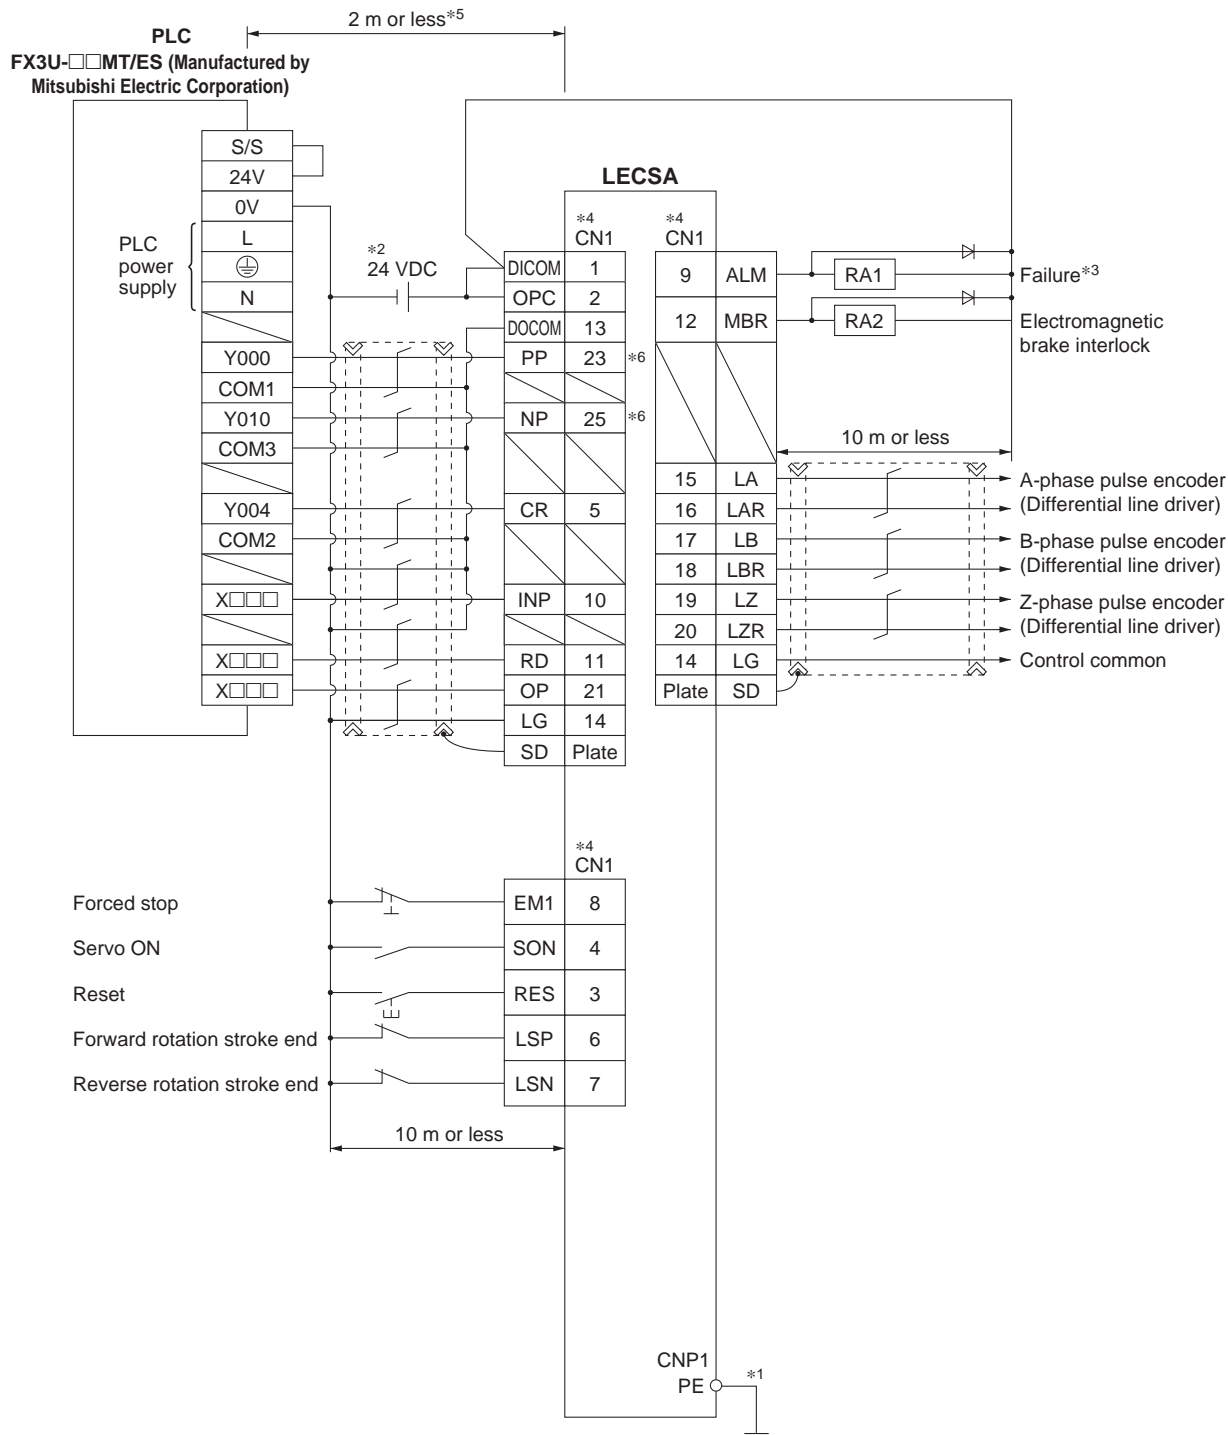 2 m or less*5
PLC
FX3U-□□MT/ES (Manufactured by
Mitsubishi Electric Corporation)
S/S
24V
0V
L
N
PLC
power
supply
Y000
COM1
Y010
COM3
Y004
COM2
X□□□
X□□□
X□□□
*2
24 VDC
LECSA
*4
CN1
DICOM 1
OPC 2
DOCOM 13
PP 23 *6
NP 25 *6
CR 5
INP 10
RD 11
OP 21
LG 14
SD Plate
*4
CN1
9 ALM RA1 Failure*3
12 MBR RA2 Electromagnetic
brake interlock
10 m or less
15 LA
16 LAR
17 LB
18 LBR
19 LZ
20 LZR
14 LG
Plate SD
A-phase pulse encoder
(Differential line driver)
B-phase pulse encoder
(Differential line driver)
Z-phase pulse encoder
(Differential line driver)
Control common
*4
CN1
Forced stop EM1 8
Servo ON SON 4
Reset RES 3
Forward rotation stroke end LSP 6
Reverse rotation stroke end LSN 7
10 m or less
CNP1
PE *1